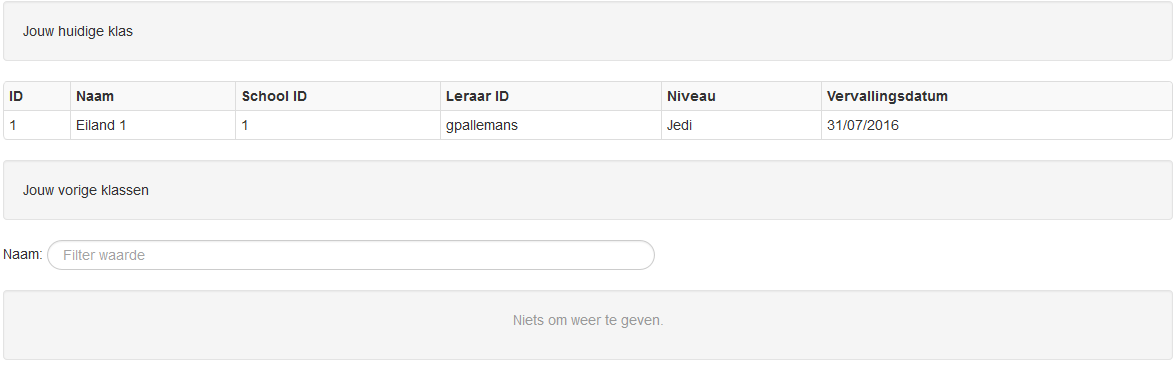 Jouw huidige klas
ID Naam School ID Leraar ID Niveau Vervallingsdatum
1 Eiland 1 1 gpallemans Jedi 31/07/2016
Jouw vorige klassen
Naam: Filter waarde
Niets om weer te geven.